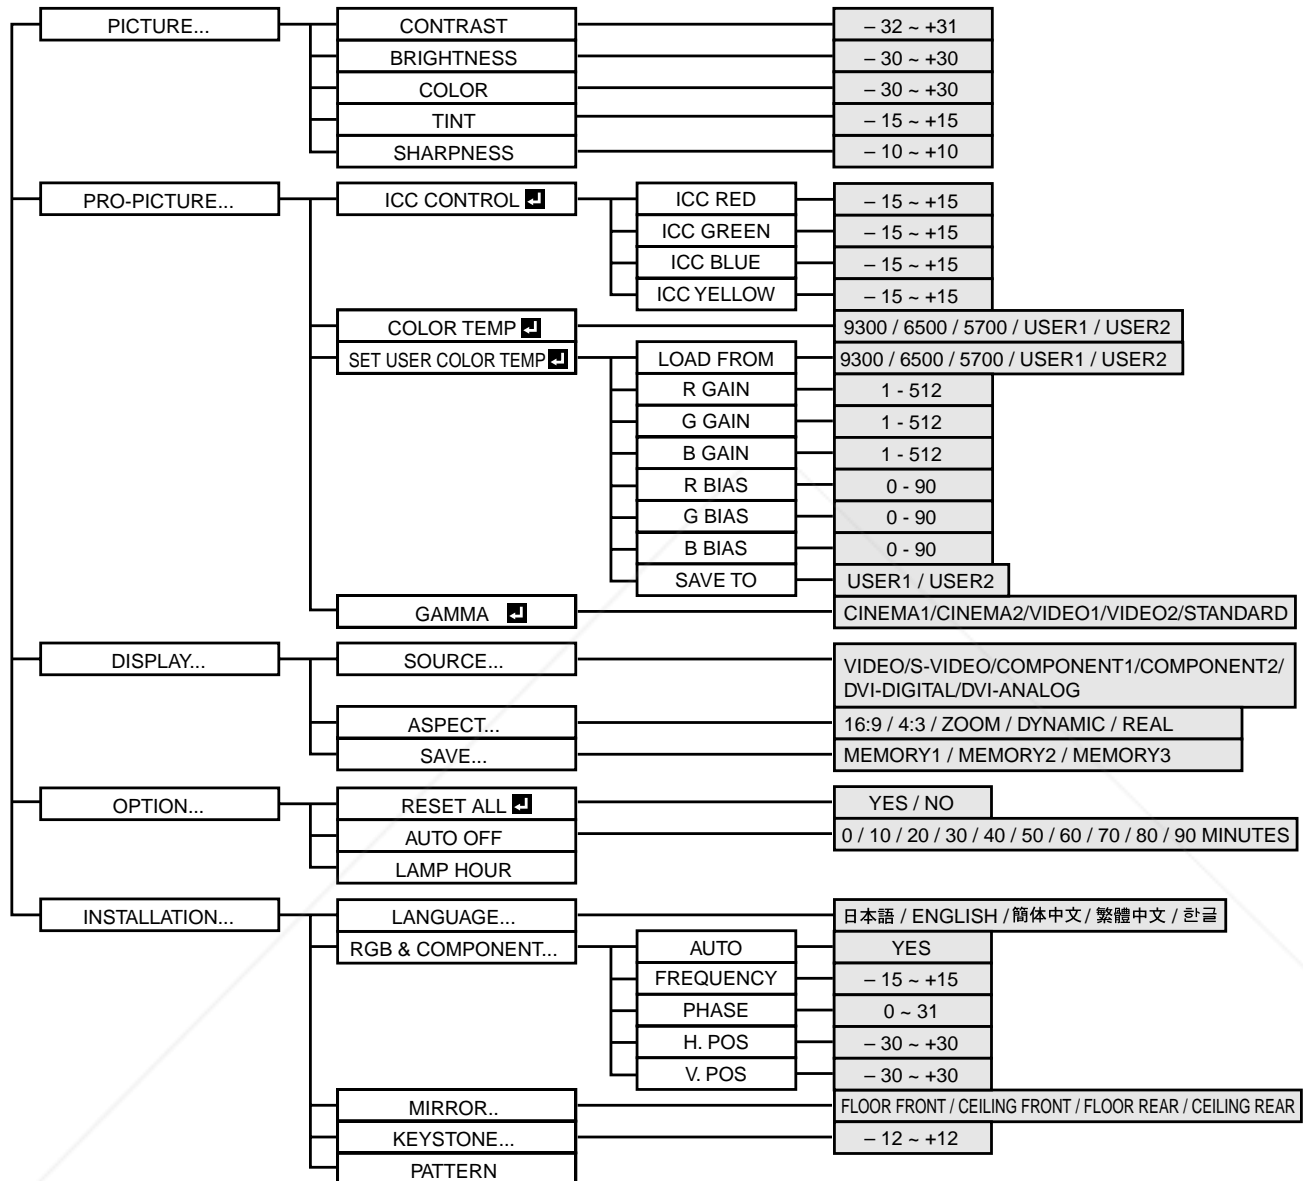 PICTURE... CONTRAST – 32 ~ +31
BRIGHTNESS – 30 ~ +30
COLOR – 30 ~ +30
TINT – 15 ~ +15
SHARPNESS – 10 ~ +10
PRO-PICTURE... ICC CONTROL ICC RED – 15 ~ +15
ICC GREEN – 15 ~ +15
ICC BLUE – 15 ~ +15
ICC YELLOW – 15 ~ +15
COLOR TEMP 9300 / 6500 / 5700 / USER1 / USER2
SET USER COLOR TEMP LOAD FROM 9300 / 6500 / 5700 / USER1 / USER2
R GAIN 1 - 512
G GAIN 1 - 512
B GAIN 1 - 512
R BIAS 0 - 90
G BIAS 0 - 90
B BIAS 0 - 90
SAVE TO USER1 / USER2
GAMMA CINEMA1/CINEMA2/VIDEO1/VIDEO2/STANDARD
DISPLAY... SOURCE... VIDEO/S-VIDEO/COMPONENT1/COMPONENT2/
DVI-DIGITAL/DVI-ANALOG
ASPECT... 16:9 / 4:3 / ZOOM / DYNAMIC / REAL
SAVE... MEMORY1 / MEMORY2 / MEMORY3
OPTION... RESET ALL YES / NO
AUTO OFF 0 / 10 / 20 / 30 / 40 / 50 / 60 / 70 / 80 / 90 MINUTES
LAMP HOUR
INSTALLATION... LANGUAGE... 日本語 / ENGLISH / 簡体中文 / 繁體中文 / 한글
RGB & COMPONENT... AUTO YES
FREQUENCY – 15 ~ +15
PHASE 0 ~ 31
H. POS – 30 ~ +30
V. POS – 30 ~ +30
MIRROR.. FLOOR FRONT / CEILING FRONT / FLOOR REAR / CEILING REAR
KEYSTONE... – 12 ~ +12
PATTERN